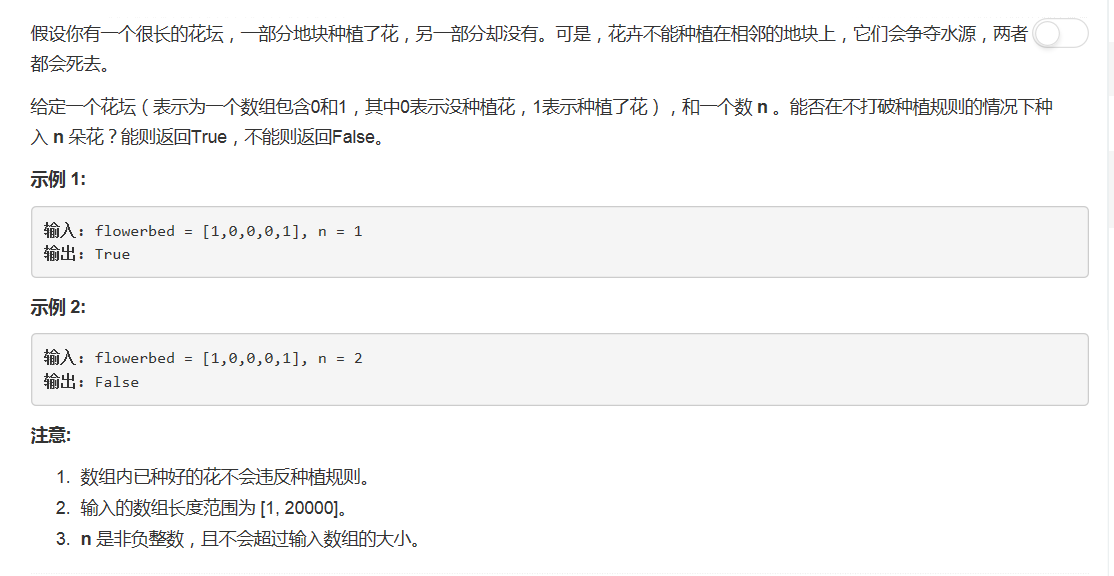 假设你有一个很长的花坛，一部分地块种植了花，另一部分却没有。可是，花卉不能种植在相邻的地块上，它们会争夺水源，两者
都会死去。
给定一个花坛（表示为一个数组包含0和1，其中0表示没种植花，1表示种植了花），和一个数 n 。能否在不打破种植规则的情况下种
入 n 朵花？能则返回True，不能则返回False。
示例 1:
输入: flowerbed = [1,0,0,0,1], n = 1
输出: True
示例 2:
输入: flowerbed = [1,0,0,0,1], n = 2
输出: False
注意:
1. 数组内已种好的花不会违反种植规则。
2. 输入的数组长度范围为 [1, 20000]。
3. n 是非负整数，且不会超过输入数组的大小。